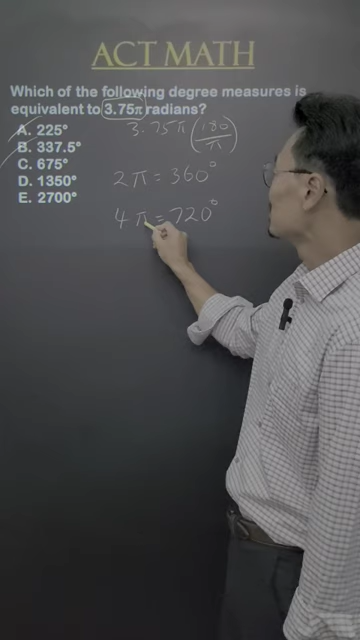 ACT MATH
Which of the following degree measures is
equivalent to 3.75π radians?
A. 225°
B. 337.5°
C. 675°
D. 1350°
E. 2700°
3.75π (180/π)
2π = 360°
4π = 720°